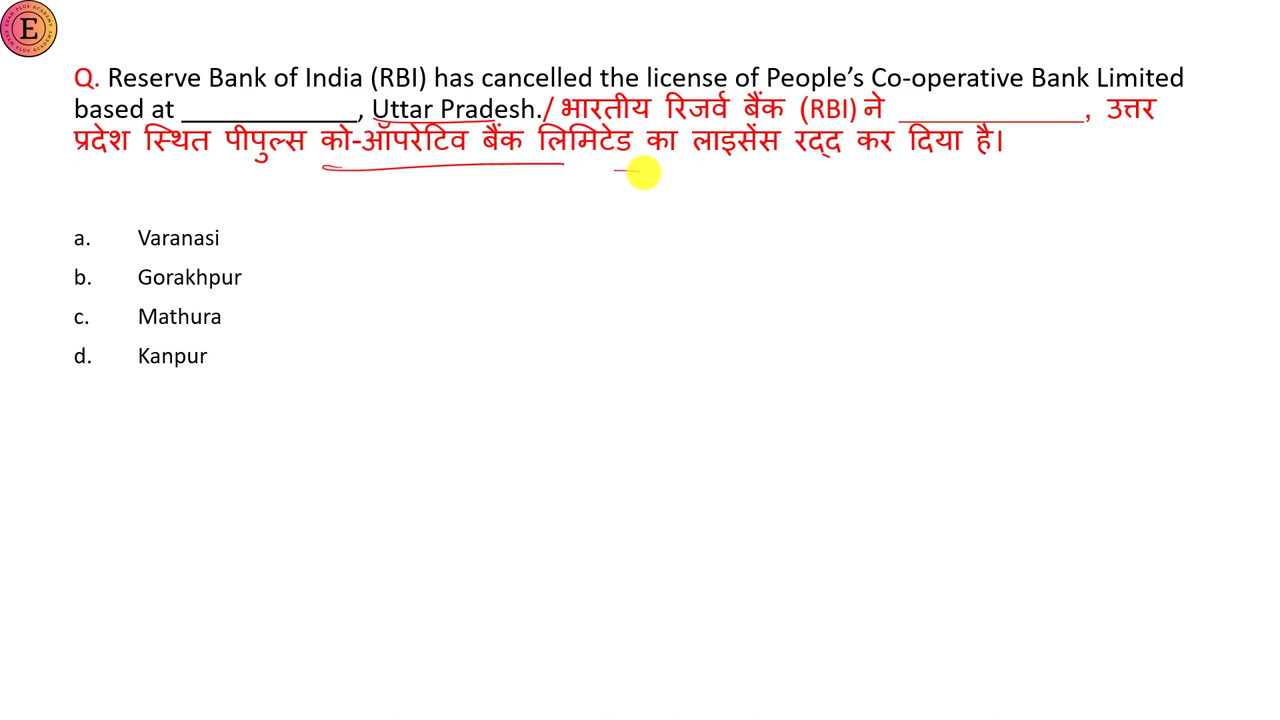 E
Q. Reserve Bank of India (RBI) has cancelled the license of People’s Co-operative Bank Limited
based at _____________, Uttar Pradesh./ भारतीय रिजर्व बैंक (RBI) ने _____________, उत्तर
प्रदेश स्थित पीपुल्स को-ऑपरेटिव बैंक लिमिटेड का लाइसेंस रद्द कर दिया है।
a. Varanasi
b. Gorakhpur
c. Mathura
d. Kanpur